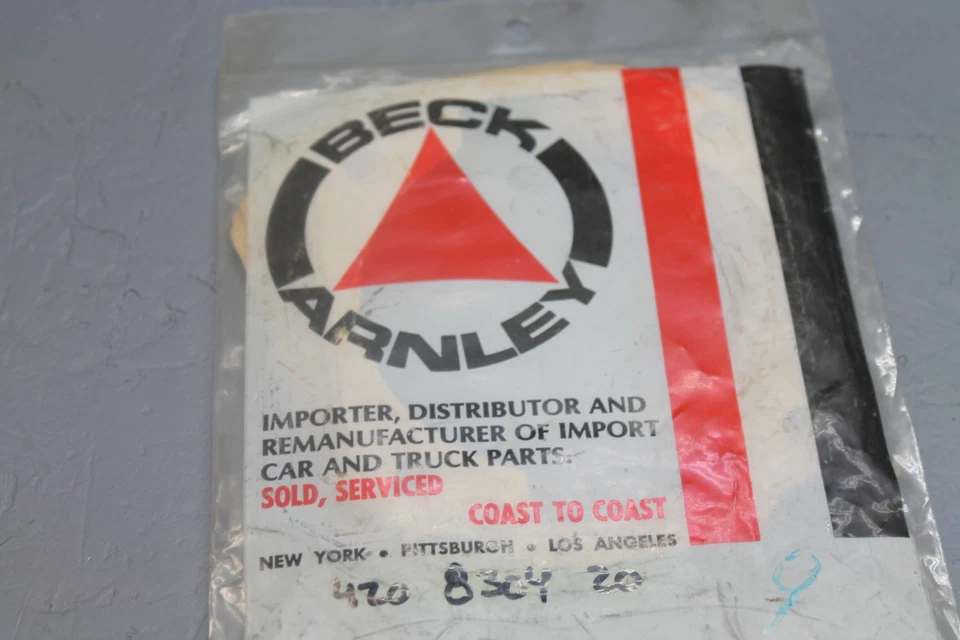 BECK
ARNLEY
IMPORTER, DISTRIBUTOR AND
REMANUFACTURER OF IMPORT
CAR AND TRUCK PARTS.
SOLD, SERVICED
COAST TO COAST
NEW YORK • PITTSBURGH • LOS ANGELES
420 8304 20
9